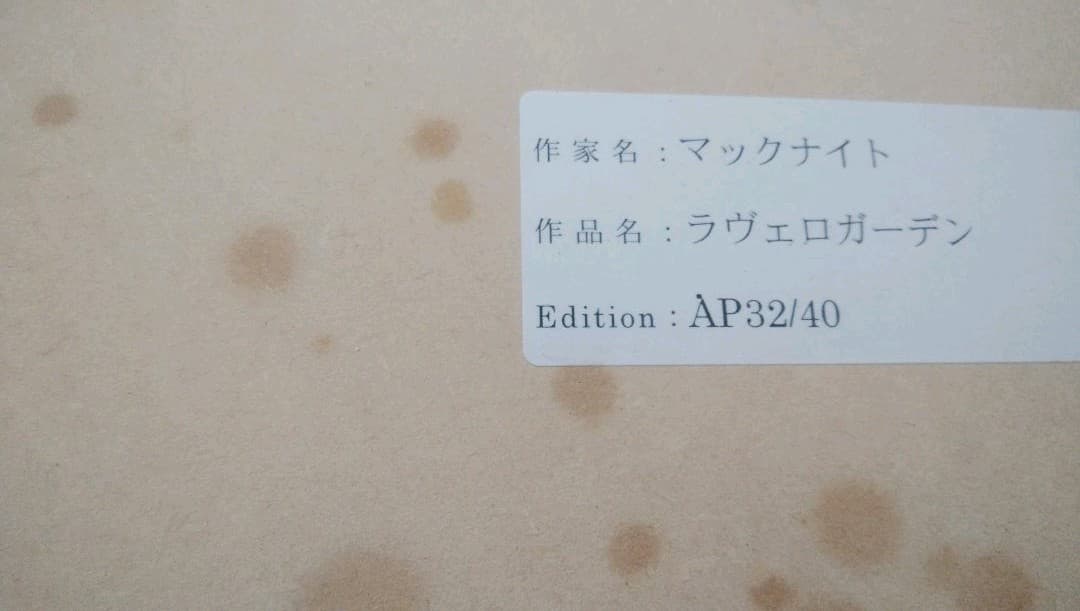 作家名：マックナイト
作品名：ラヴェロガーデン
Edition : AP32/40